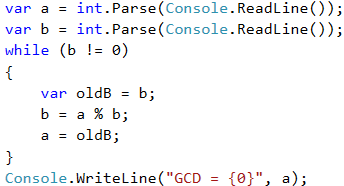 var a = int.Parse(Console.ReadLine());
var b = int.Parse(Console.ReadLine());
while (b != 0)
{
    var oldB = b;
    b = a % b;
    a = oldB;
}
Console.WriteLine("GCD = {0}", a);